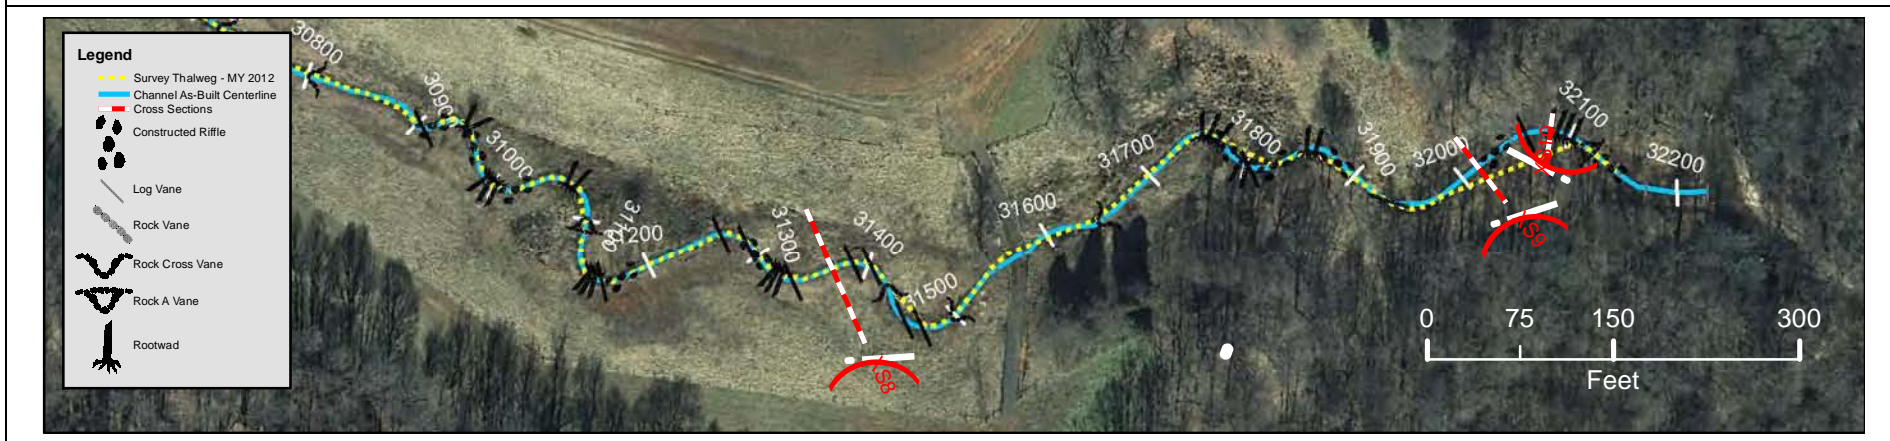 Legend
Survey Thalweg - MY 2012
Channel As-Built Centerline
Cross Sections
Constructed Riffle
Log Vane
Rock Vane
Rock Cross Vane
Rock A Vane
Rootwad
30800
30900
31000
31100
31200
31300
31400
31500
31600
31700
31800
31900
32000
32100
32200
0 75 150 300
Feet